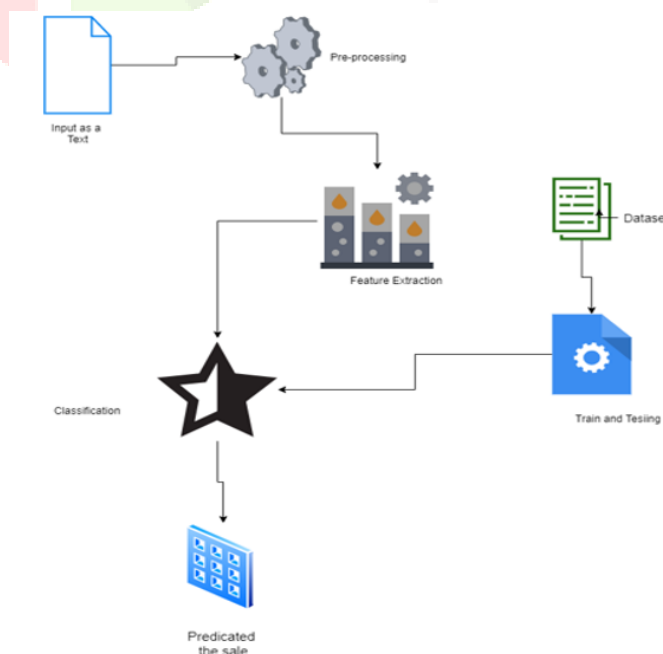 Pre-processing
Input as a
Text
Feature Extraction
Datase
Classification
Train and Tesiing
Predicated
the sale